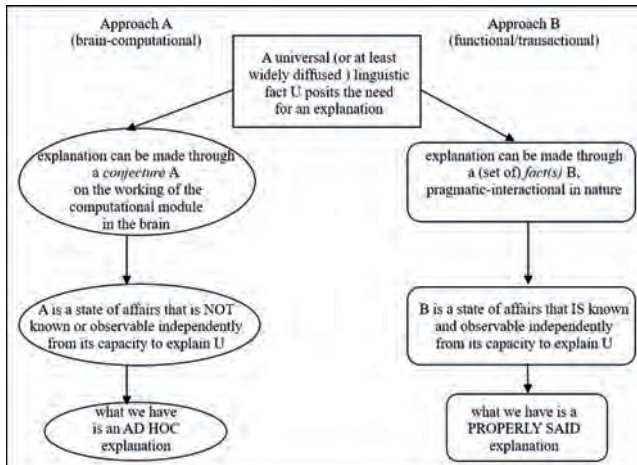 Approach A
(brain-computational)
Approach B
(functional/transactional)
A universal (or at least
widely diffused ) linguistic
fact U posits the need
for an explanation
explanation can be made through
a conjecture A
on the working of the
computational module
in the brain
explanation can be made through
a (set of) fact(s) B,
pragmatic-interactional in nature
A is a state of affairs that is NOT
known or observable independently
from its capacity to explain U
B is a state of affairs that IS known
and observable independently
from its capacity to explain U
what we have
is an AD HOC
explanation
what we have is a
PROPERLY SAID
explanation